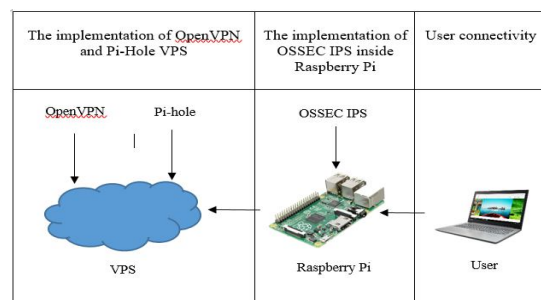 The implementation of OpenVPN
and Pi-Hole VPS
The implementation of
OSSEC IPS inside
Raspberry Pi
User connectivity
OpenVPN
Pi-hole
OSSEC IPS
VPS
Raspberry Pi
User